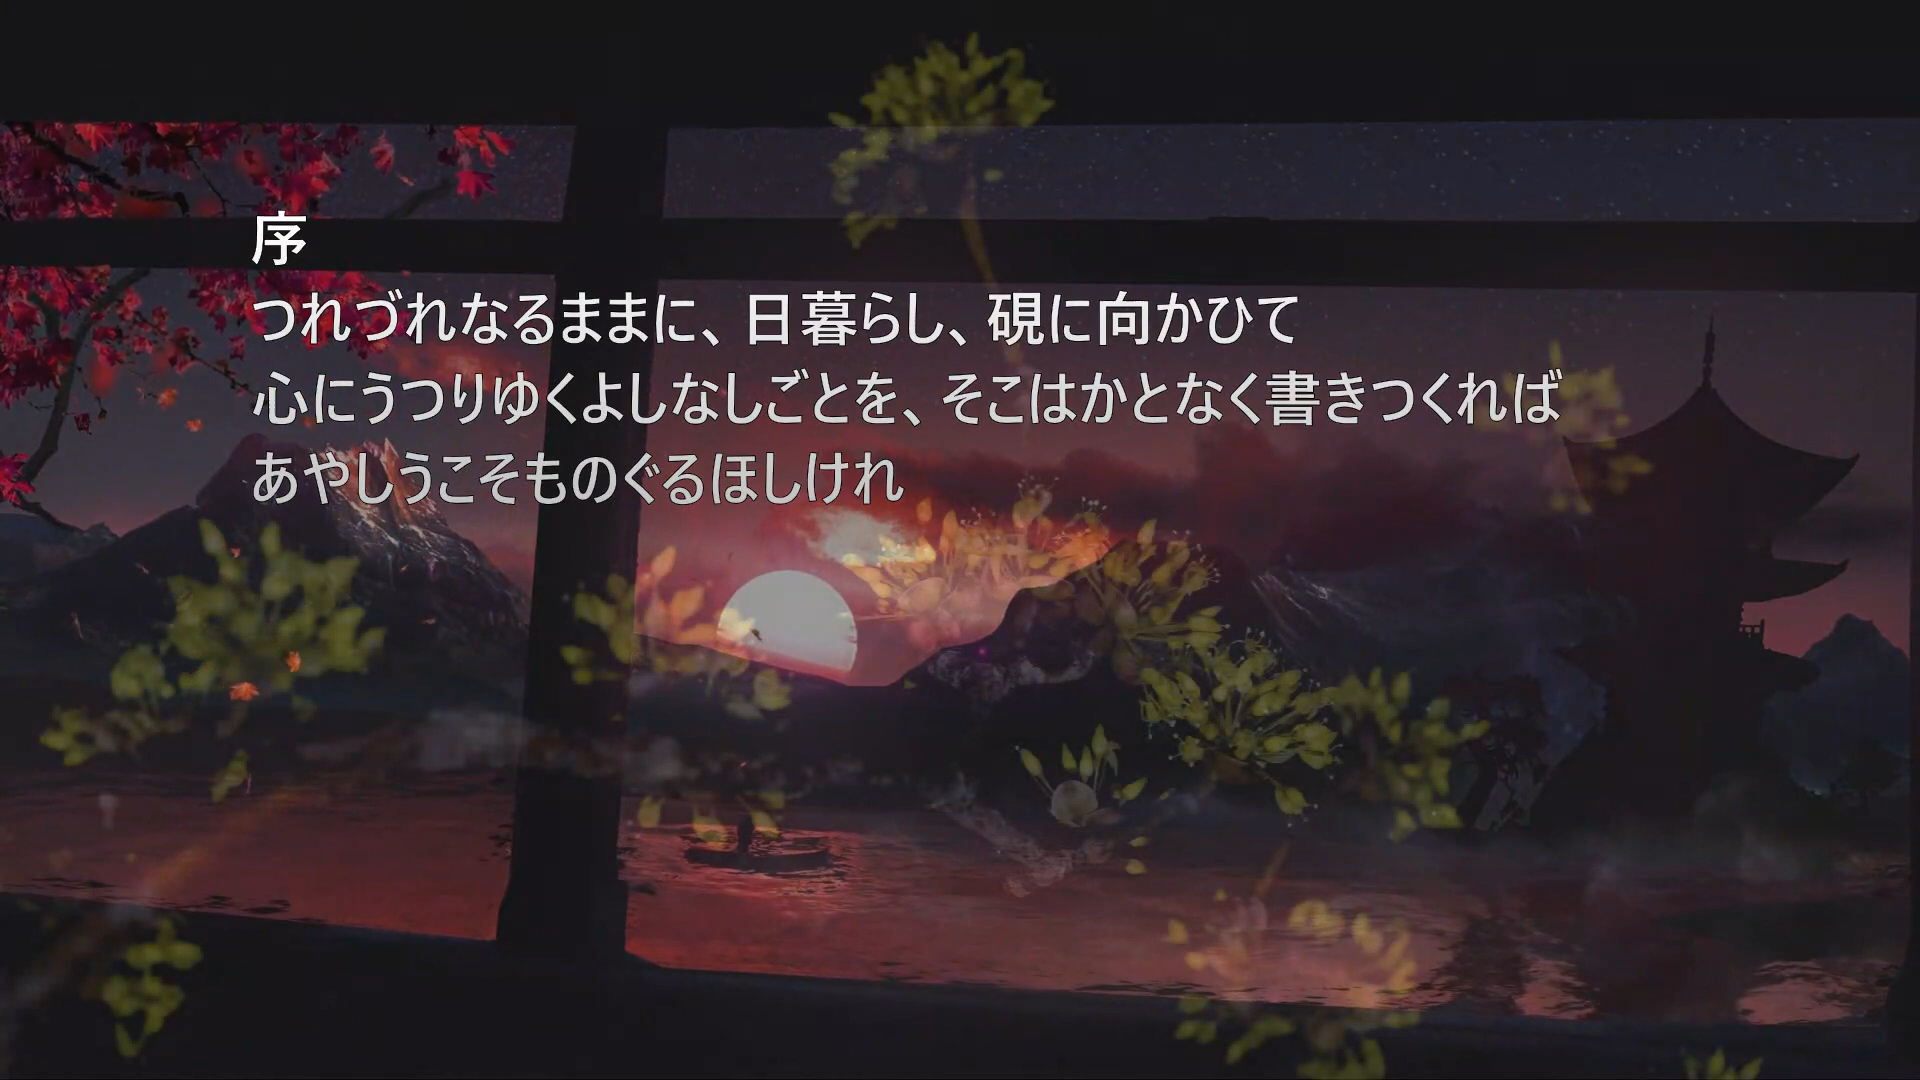 序
つれづれなるままに、日暮らし、硯に向かひて
心にうつりゆくよしなしごとを、そこはかとなく書きつくれば
あやしうこそものぐるほしけれ